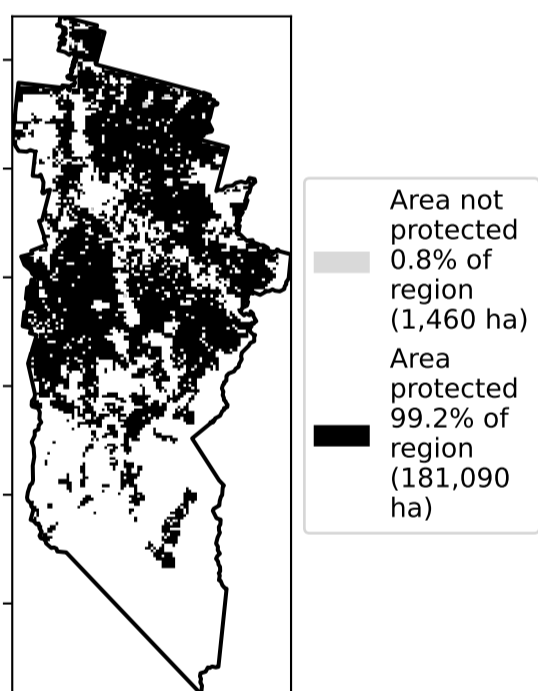 Area not
protected
0.8% of
region
(1,460 ha)
Area
protected
99.2% of
region
(181,090
ha)